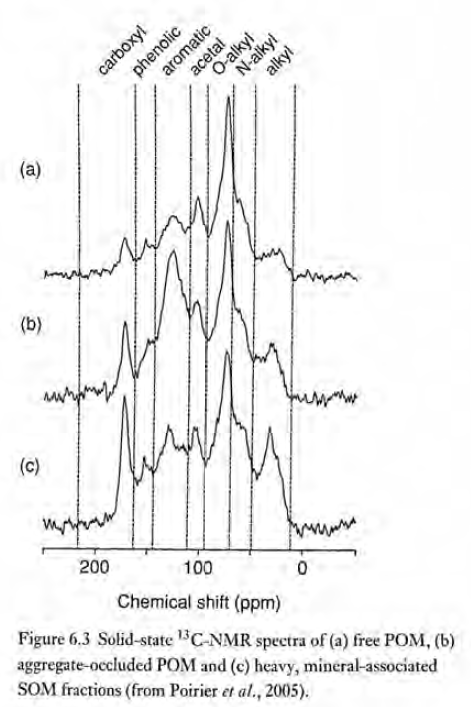 carboxyl
phenolic
aromatic
acetal
O-alkyl
N-alkyl
alkyl
(a)
(b)
(c)
200 100 0
Chemical shift (ppm)
Figure 6.3 Solid-state ¹³C-NMR spectra of (a) free POM, (b)
aggregate-occluded POM and (c) heavy, mineral-associated
SOM fractions (from Poirier et al., 2005).